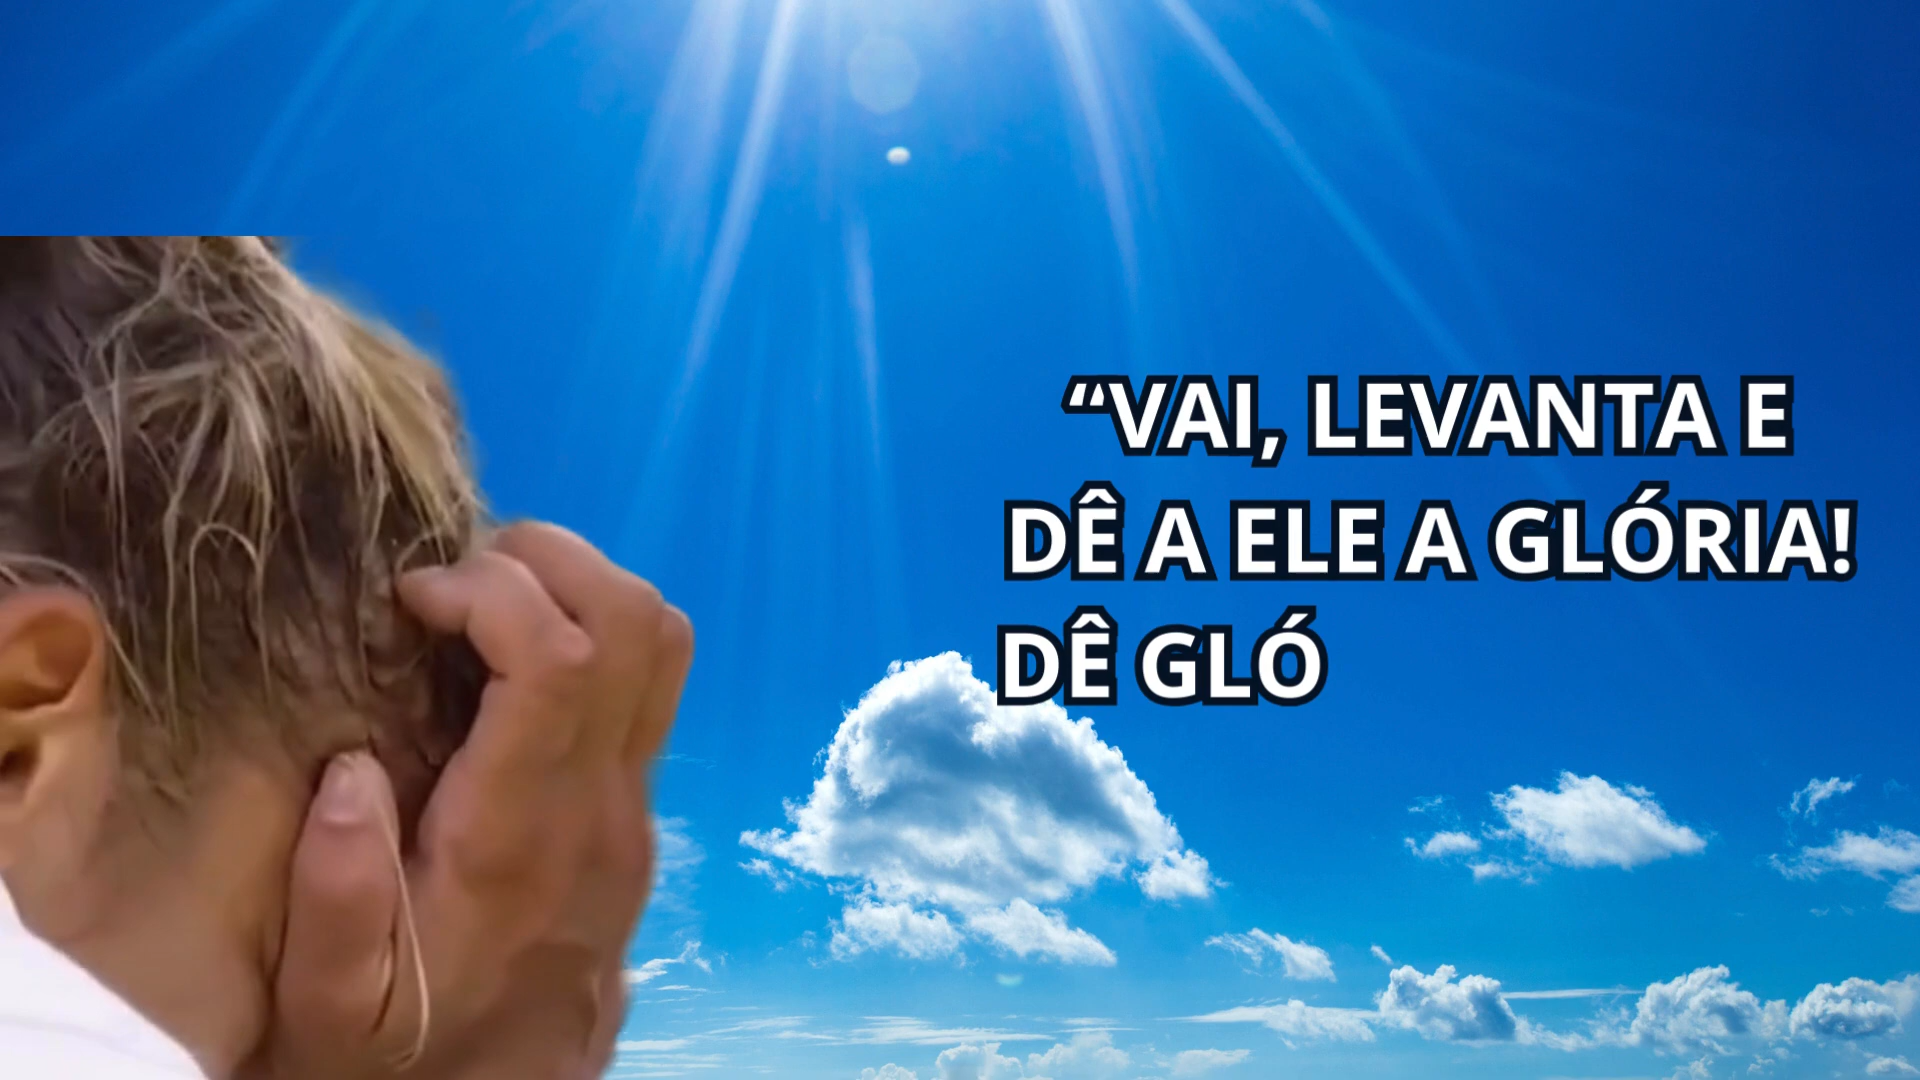 “VAI, LEVANTA E
DÊ A ELE A GLÓRIA!
DÊ GLÓ